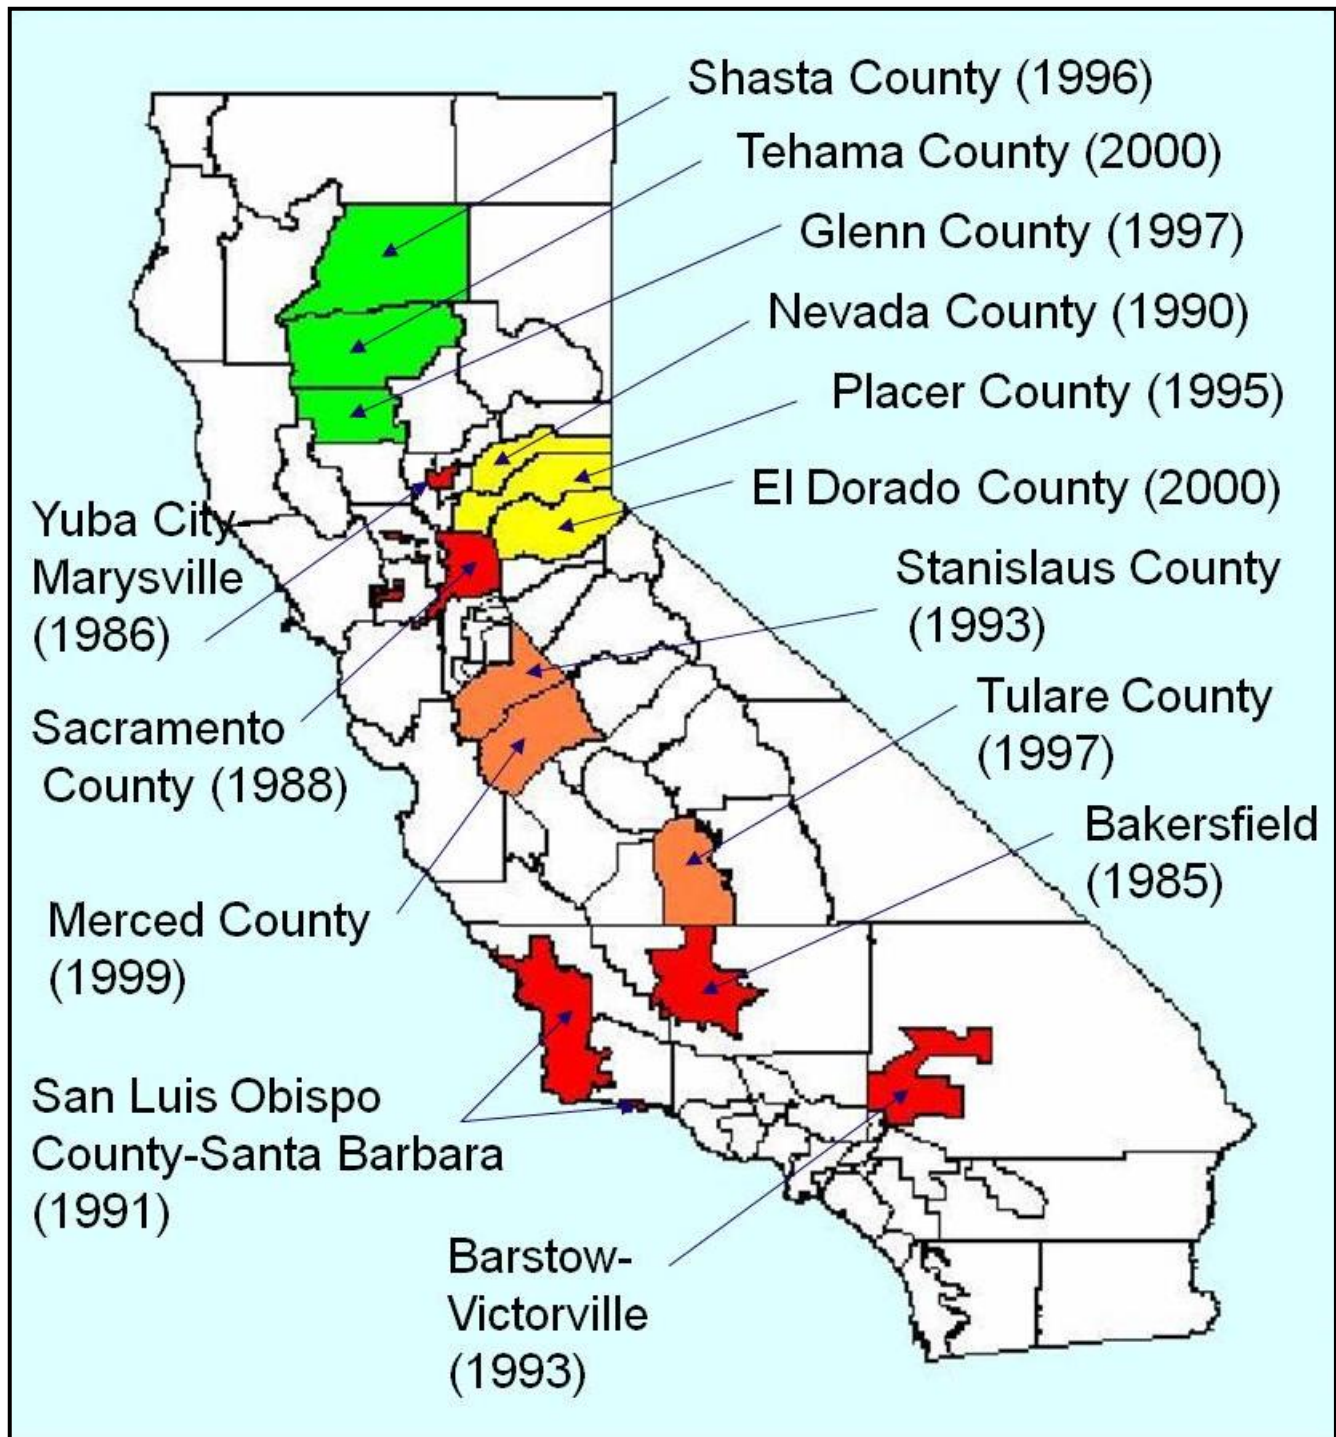 Shasta County (1996)
Tehama County (2000)
Glenn County (1997)
Nevada County (1990)
Placer County (1995)
El Dorado County (2000)
Stanislaus County
(1993)
Tulare County
(1997)
Bakersfield
(1985)
Yuba City-
Marysville
(1986)
Sacramento
County (1988)
Merced County
(1999)
San Luis Obispo
County-Santa Barbara
(1991)
Barstow-
Victorville
(1993)